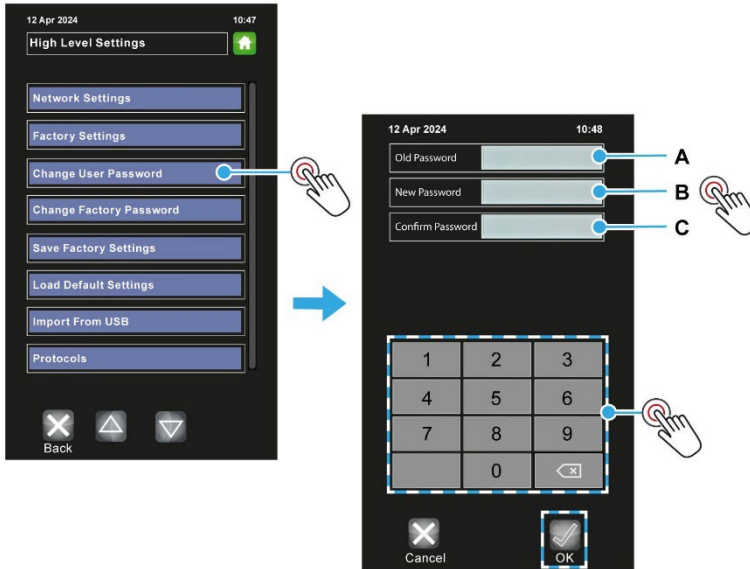 12 Apr 2024 10:47
High Level Settings
Network Settings
Factory Settings
Change User Password
Change Factory Password
Save Factory Settings
Load Default Settings
Import From USB
Protocols
Back
12 Apr 2024 10:48
Old Password A
New Password B
Confirm Password C
1 2 3
4 5 6
7 8 9
0
Cancel OK